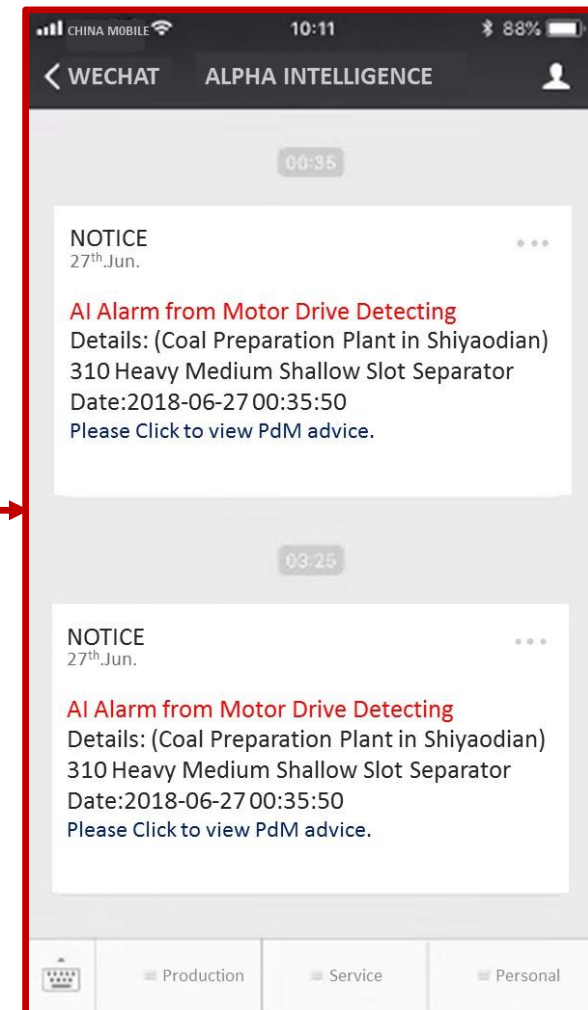 CHINA MOBILE 10:11 88%
WECHAT ALPHA INTELLIGENCE
00:35
NOTICE
27th.Jun.
AI Alarm from Motor Drive Detecting
Details: (Coal Preparation Plant in Shiyaodian)
310 Heavy Medium Shallow Slot Separator
Date:2018-06-27 00:35:50
Please Click to view PdM advice.
03:25
NOTICE
27th.Jun.
AI Alarm from Motor Drive Detecting
Details: (Coal Preparation Plant in Shiyaodian)
310 Heavy Medium Shallow Slot Separator
Date:2018-06-27 00:35:50
Please Click to view PdM advice.
Production Service Personal